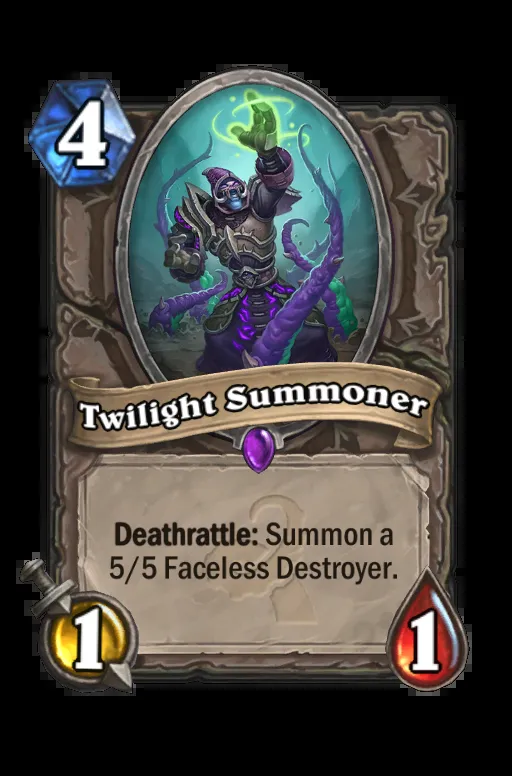 4
Twilight Summoner
Deathrattle: Summon a
5/5 Faceless Destroyer.
1
1